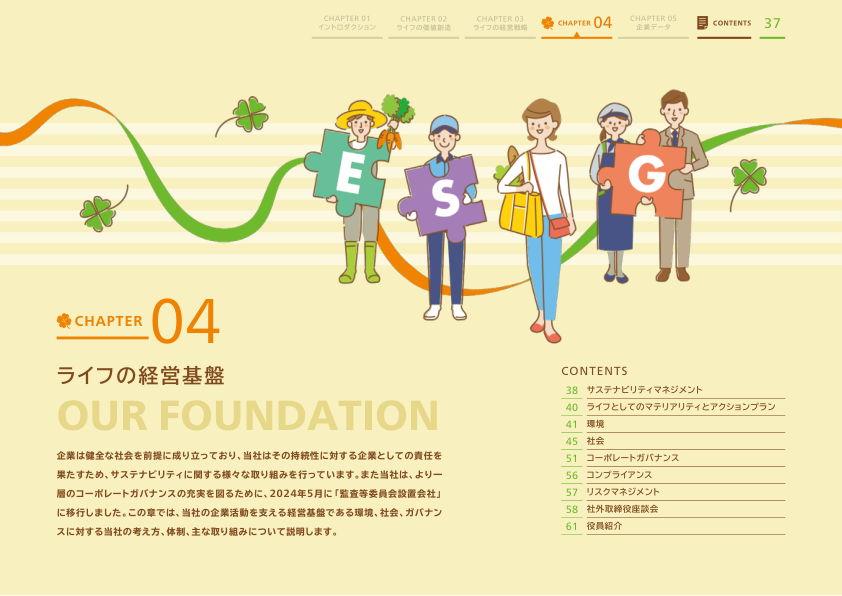 CHAPTER 01
イントロダクション
CHAPTER 02
ライフの価値創造
CHAPTER 03
ライフの経営戦略
CHAPTER 04
CHAPTER 05
企業データ
CONTENTS
37
E
S
G
CHAPTER 04
ライフの経営基盤
OUR FOUNDATION
企業は健全な社会を前提に成り立っており、当社はその持続性に対する企業としての責任を
果たすため、サステナビリティに関する様々な取り組みを行っています。また当社は、より一
層のコーポレートガバナンスの充実を図るために、2024年5月に「監査等委員会設置会社」
に移行しました。この章では、当社の企業活動を支える経営基盤である環境、社会、ガバナン
スに対する当社の考え方、体制、主な取り組みについて説明します。
CONTENTS
38 サステナビリティマネジメント
40 ライフとしてのマテリアリティとアクションプラン
41 環境
45 社会
51 コーポレートガバナンス
56 コンプライアンス
57 リスクマネジメント
58 社外取締役座談会
61 役員紹介